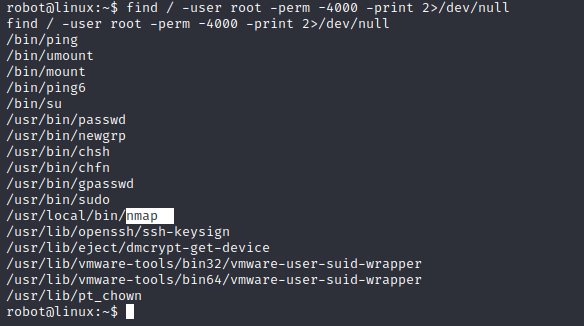 robot@linux:~$ find / -user root -perm -4000 -print 2>/dev/null
find / -user root -perm -4000 -print 2>/dev/null
/bin/ping
/bin/umount
/bin/mount
/bin/ping6
/bin/su
/usr/bin/passwd
/usr/bin/newgrp
/usr/bin/chsh
/usr/bin/chfn
/usr/bin/gpasswd
/usr/bin/sudo
/usr/local/bin/nmap
/usr/lib/openssh/ssh-keysign
/usr/lib/eject/dmcrypt-get-device
/usr/lib/vmware-tools/bin32/vmware-user-suid-wrapper
/usr/lib/vmware-tools/bin64/vmware-user-suid-wrapper
/usr/lib/pt_chown
robot@linux:~$